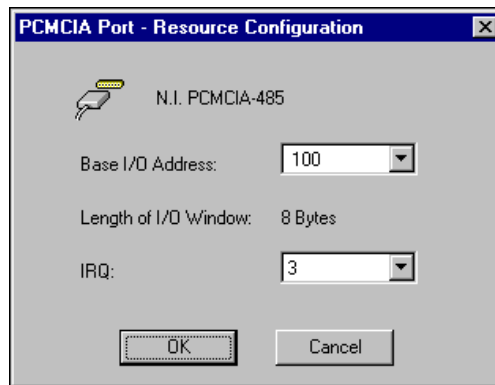 PCMCIA Port - Resource Configuration
N.I. PCMCIA-485
Base I/O Address: 100
Length of I/O Window: 8 Bytes
IRQ: 3
OK Cancel